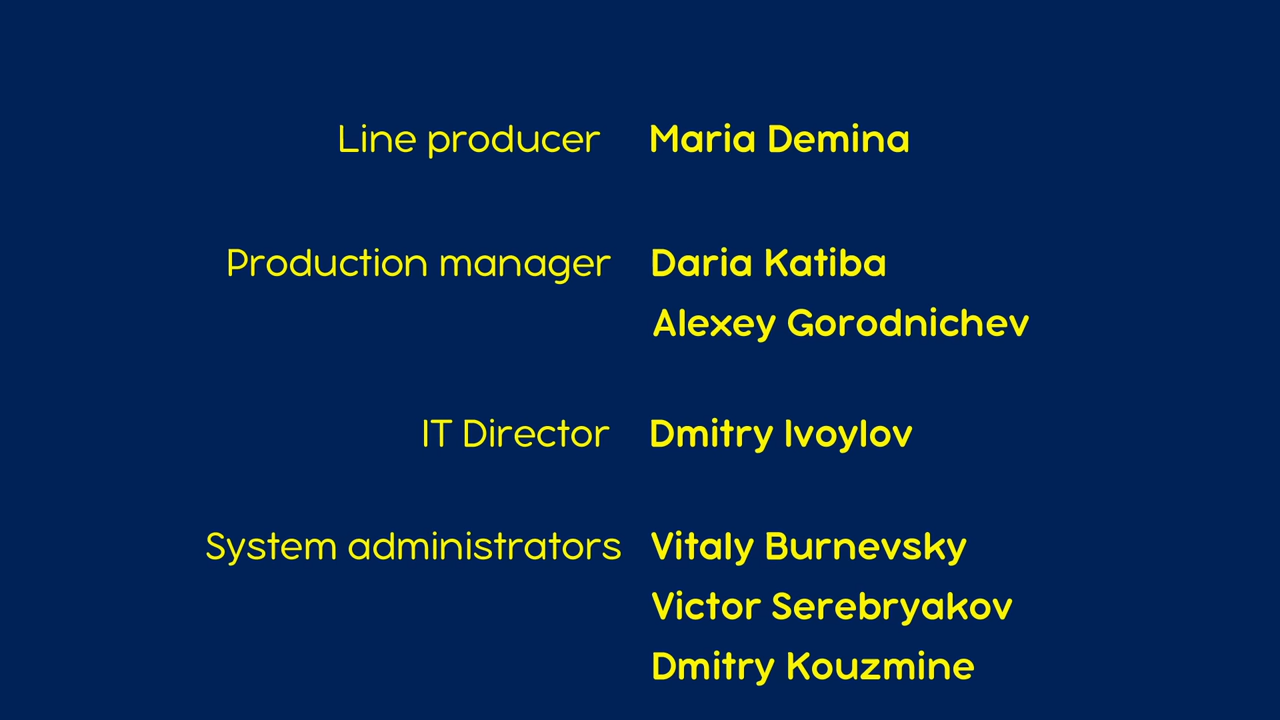 Line producer Maria Demina
Production manager Daria Katiba
Alexey Gorodnichev
IT Director Dmitry Ivoylov
System administrators Vitaly Burnevsky
Victor Serebryakov
Dmitry Kouzmine